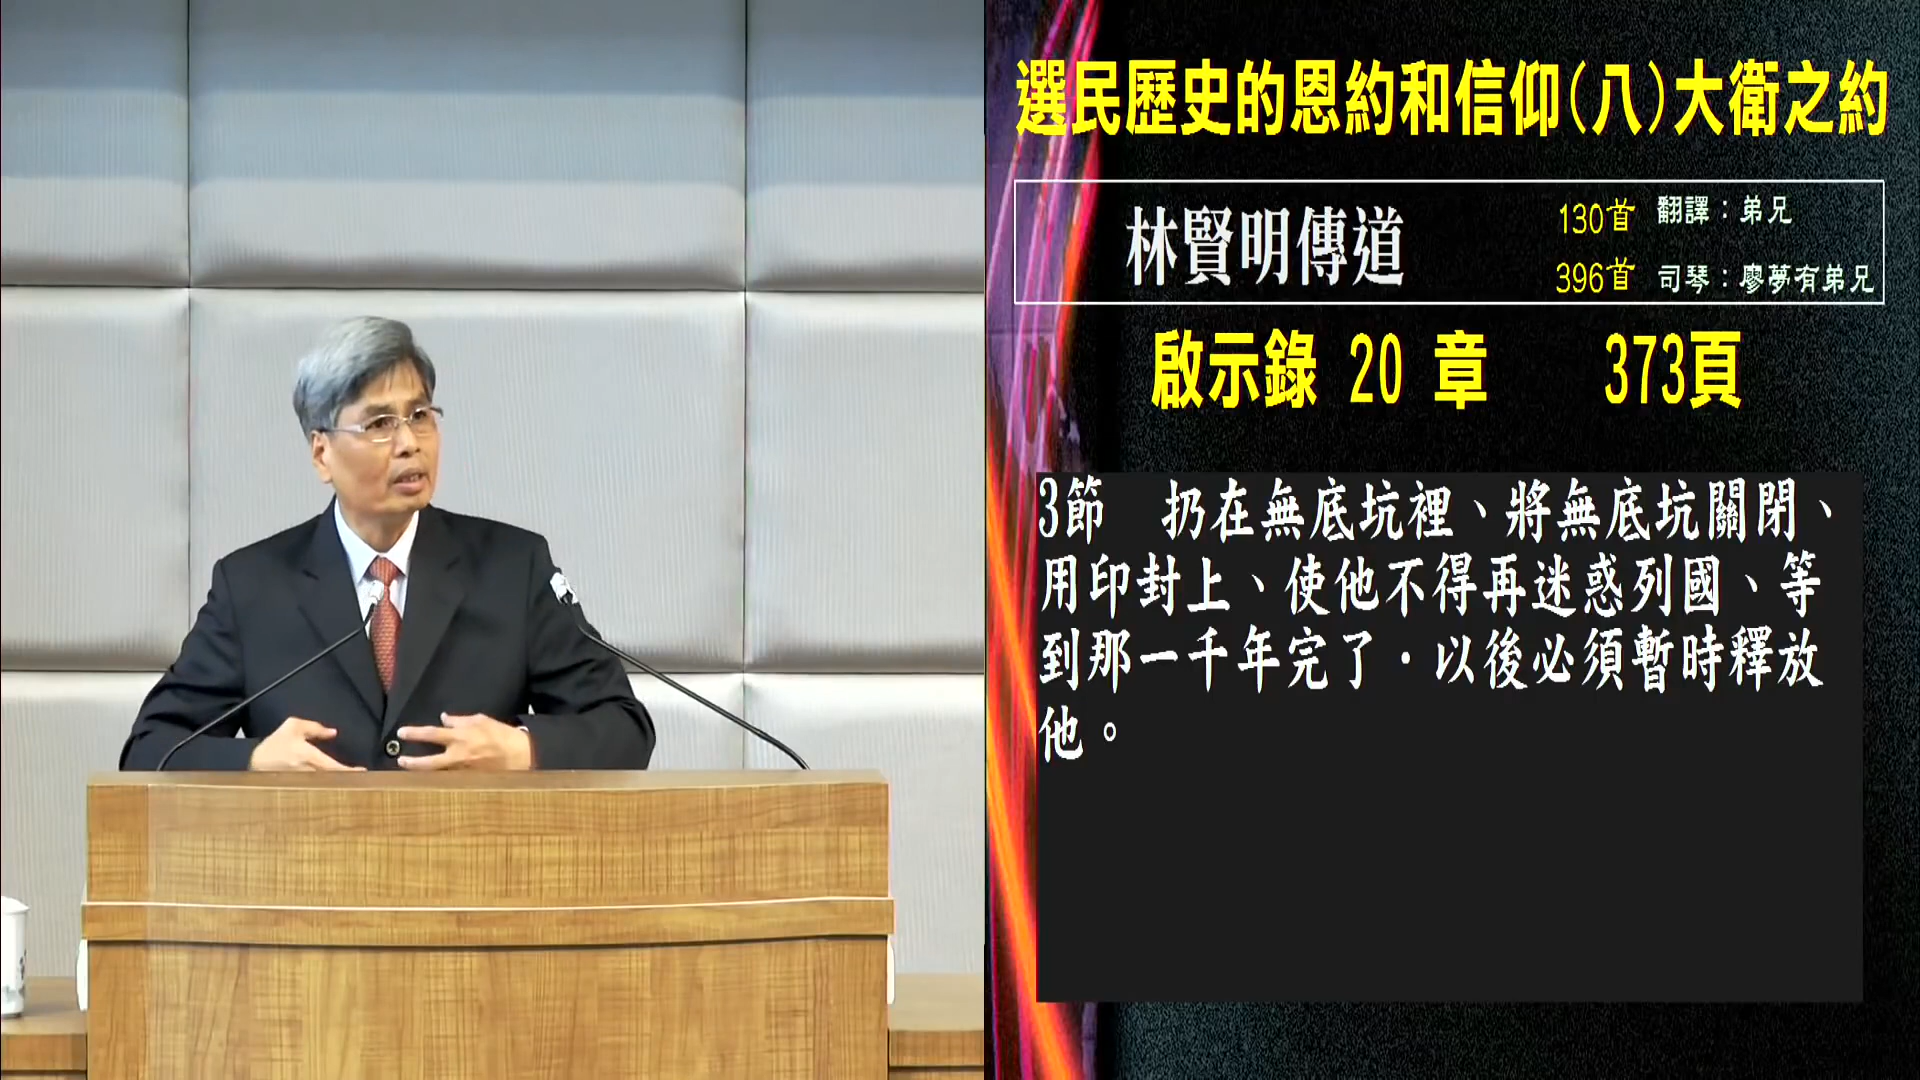 選民歷史的恩約和信仰(八)大衛之約
林賢明傳道
130首 翻譯：弟兄
396首 司琴：廖夢有弟兄
啟示錄 20 章 373頁
3節 扔在無底坑裡、將無底坑關閉、
用印封上、使他不得再迷惑列國、等
到那一千年完了．以後必須暫時釋放
他。